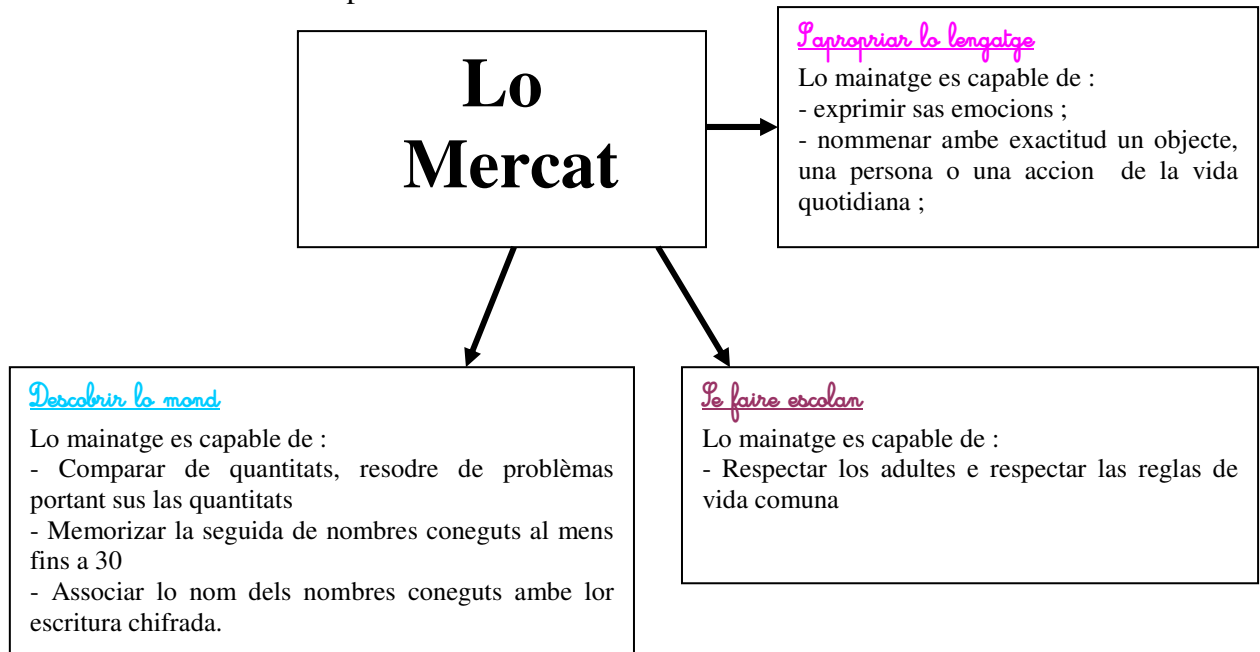 Lo
Mercat
S'apropriar lo lengatge
Lo mainatge es capable de :
- exprimir sas emocions ;
- nommenar ambe exactitud un objecte,
una persona o una accion de la vida
quotidiana ;
Descobrir lo mond
Lo mainatge es capable de :
- Comparar de quantitats, resodre de problèmas
portant sus las quantitats
- Memorizar la seguida de nombres coneguts al mens
fins a 30
- Associar lo nom dels nombres coneguts ambe lor
escritura chifrada.
Se faire escolan
Lo mainatge es capable de :
- Respectar los adultes e respectar las reglas de
vida comuna